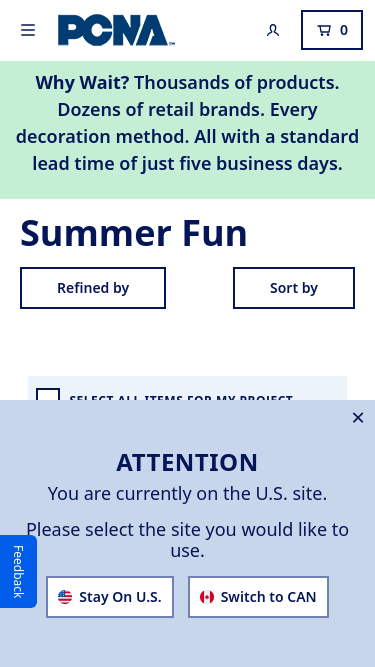 PCNA
0
Why Wait? Thousands of products.
Dozens of retail brands. Every
decoration method. All with a standard
lead time of just five business days.
Summer Fun
Refined by
Sort by
SELECT ALL ITEMS FOR MY PROJECT
ATTENTION
You are currently on the U.S. site.
Please select the site you would like to
use.
Feedback
Stay On U.S.
Switch to CAN